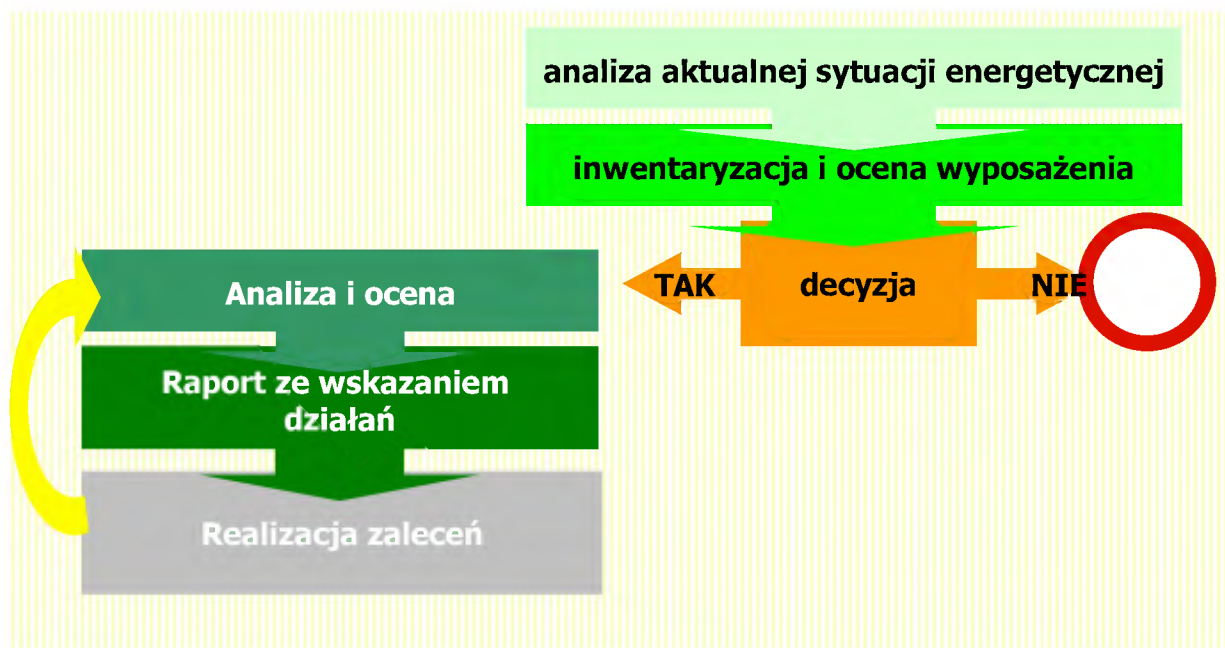 analiza aktualnej sytuacji energetycznej
inwentaryzacja i ocena wyposażenia
TAK
decyzja
NIE
Analiza i ocena
Raport ze wskazaniem
działań
Realizacja zaleceń